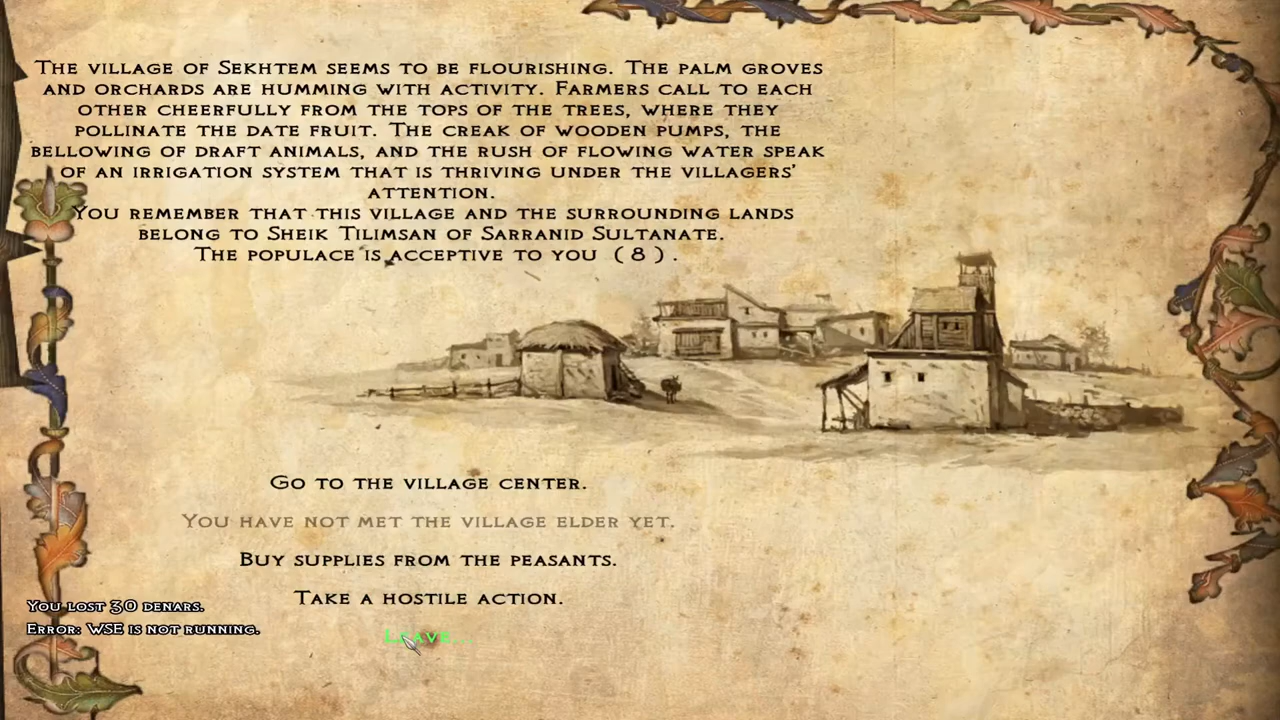 The village of Sekhtem seems to be flourishing. The palm groves
and orchards are humming with activity. Farmers call to each
other cheerfully from the tops of the trees, where they
pollinate the date fruit. The creak of wooden pumps, the
bellowing of draft animals, and the rush of flowing water speak
of an irrigation system that is thriving under the villagers'
attention.
You remember that this village and the surrounding lands
belong to Sheik Tilimsan of Sarranid Sultanate.
The populace is acceptive to you (8).
Go to the village center.
You have not met the village elder yet.
Buy supplies from the peasants.
Take a hostile action.
You lost 30 denars.
Error: WSE is not running.
Leave...